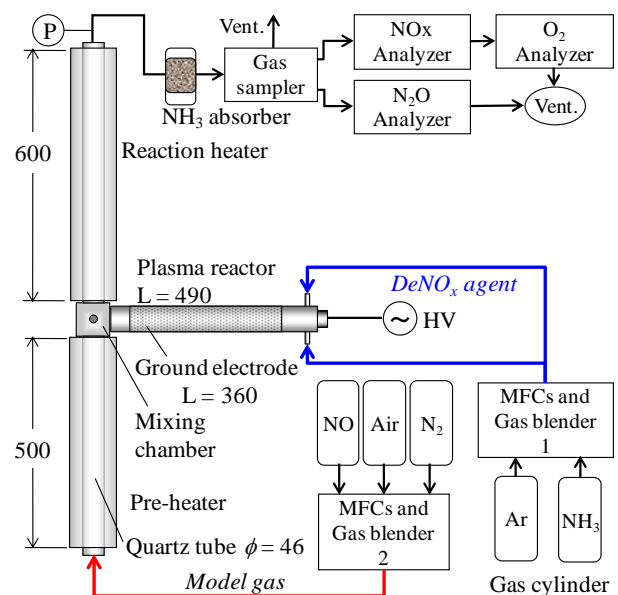 P
Vent.
NOx
Analyzer
O2
Analyzer
Gas
sampler
N2O
Analyzer
Vent.
NH3 absorber
600
Reaction heater
Plasma reactor
L = 490
DeNOx agent
~
HV
Ground electrode
L = 360
Mixing
chamber
500
Pre-heater
NO
Air
N2
MFCs and
Gas blender
1
MFCs and
Gas blender
2
Ar
NH3
Quartz tube ϕ = 46
Model gas
Gas cylinder